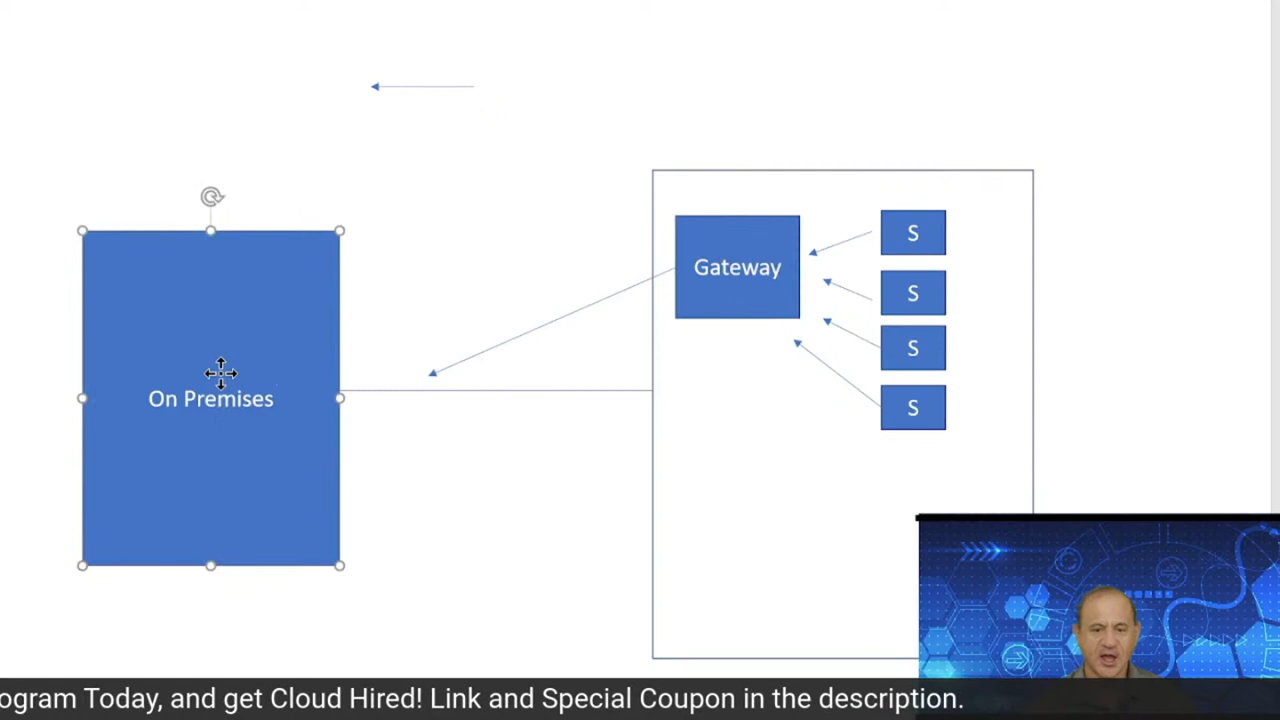 Gateway
S
S
S
S
On Premises
ogram Today, and get Cloud Hired! Link and Special Coupon in the description.